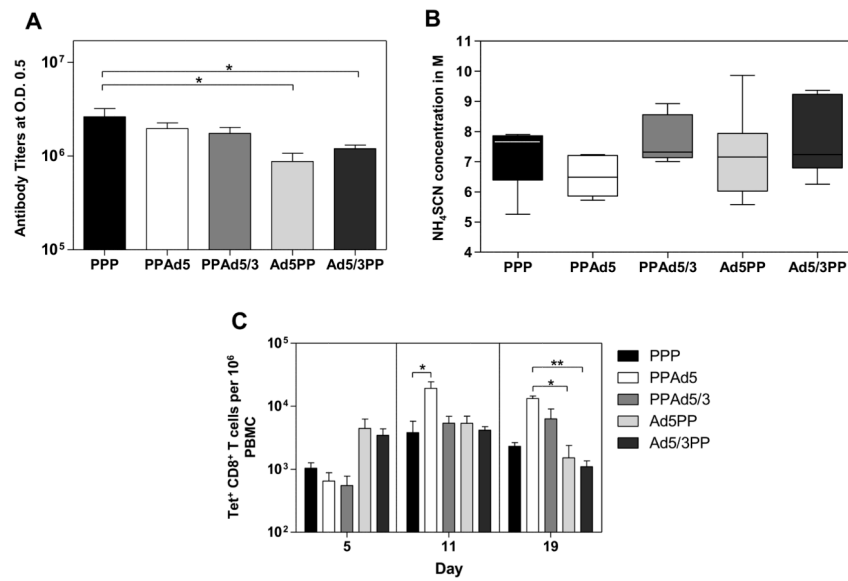 A
Antibody Titers at O.D. 0.5
10⁷
10⁶
10⁵
*
*
PPP PPAd5 PPAd5/3 Ad5PP Ad5/3PP
B
NH₄SCN concentration in M
11
10
9
8
7
6
5
4
PPP PPAd5 PPAd5/3 Ad5PP Ad5/3PP
C
Tet⁺ CD8⁺ T cells per 10⁶
PBMC
10⁵
10⁴
10³
10²
*
**
*
5 11 19
Day
PPP
PPAd5
PPAd5/3
Ad5PP
Ad5/3PP